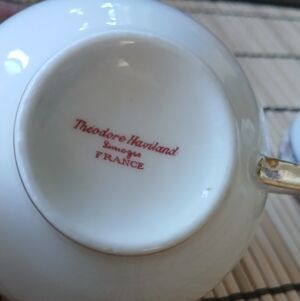 Theodore Haviland
Limoges
FRANCE